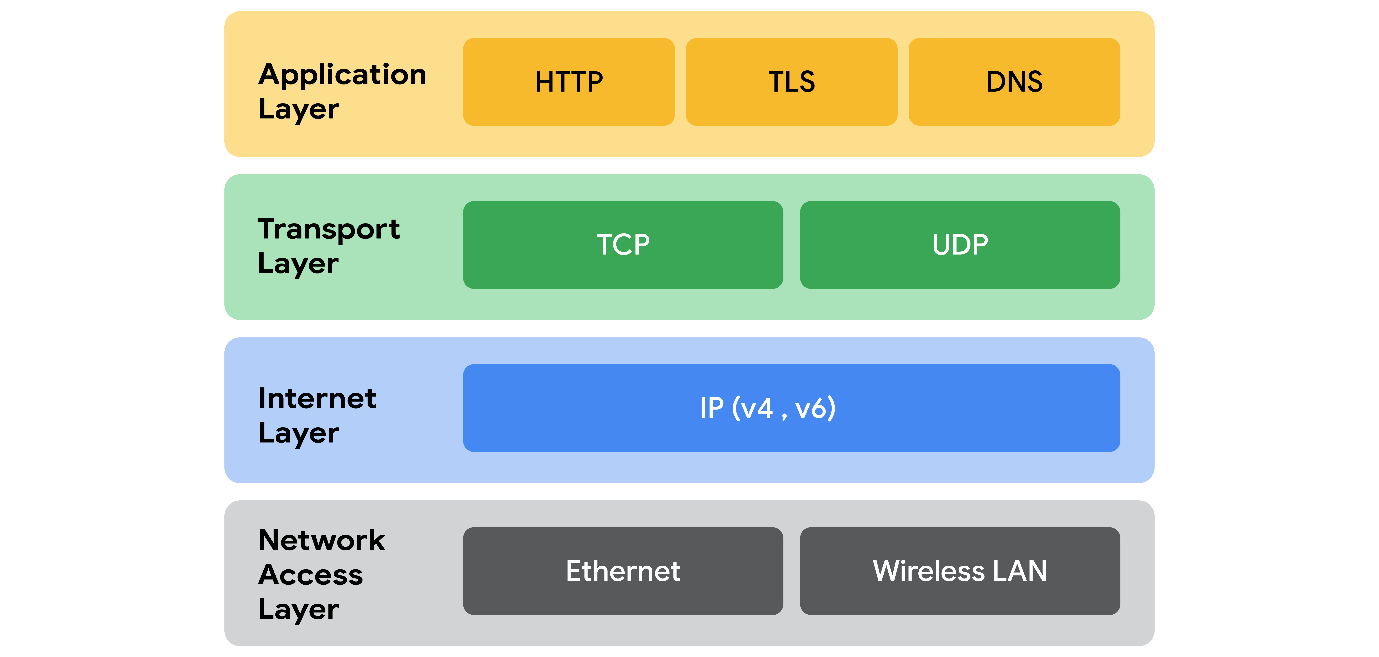 Application
Layer
HTTP
TLS
DNS
Transport
Layer
TCP
UDP
Internet
Layer
IP (v4 , v6)
Network
Access
Layer
Ethernet
Wireless LAN